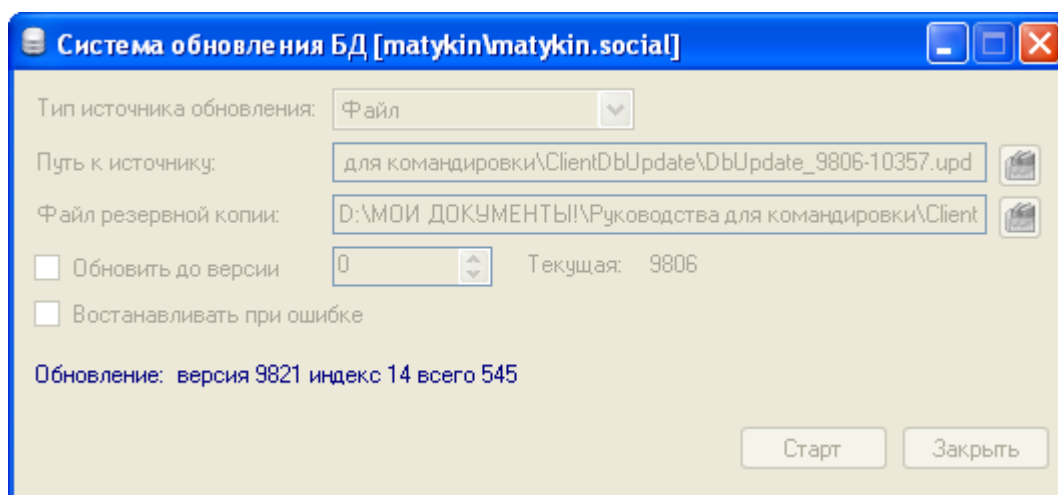 Система обновления БД [matykin\matykin.social]
Тип источника обновления: Файл
Путь к источнику: для командировки\ClientDbUpdate\DbUpdate_9806-10357.upd
Файл резервной копии: D:\МОИ ДОКУМЕНТЫ!\Руководства для командировки\Client
Обновить до версии 0 Текущая: 9806
Востанавливать при ошибке
Обновление: версия 9821 индекс 14 всего 545
Старт Закрыть